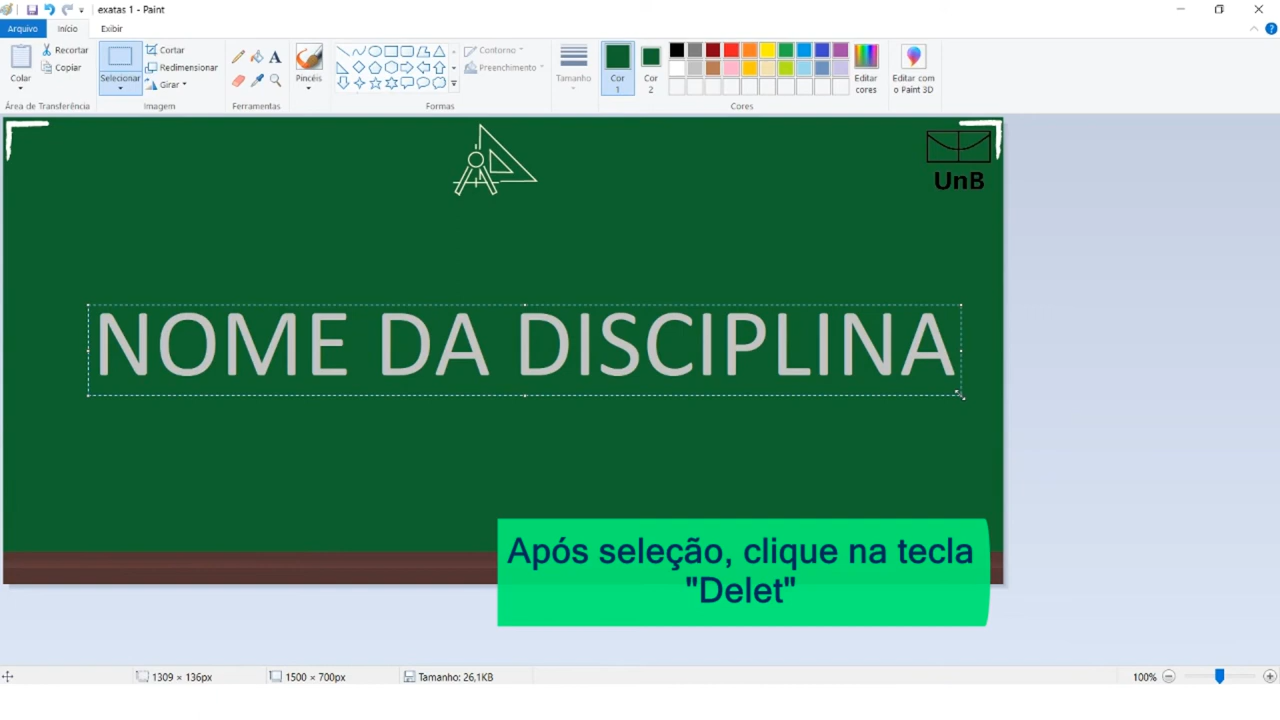 exatas 1 - Paint
Arquivo Início Exibir
Colar
Recortar
Copiar
Área de Transferência
Selecionar
Cortar
Redimensionar
Girar
Imagem
A
Ferramentas
Pincéis
Contorno
Preenchimento
Formas
Tamanho
Cor
1
Cor
2
Editar
cores
Cores
Editar com
o Paint 3D
UnB
NOME DA DISCIPLINA
Após seleção, clique na tecla
"Delet"
1309 × 136px 1500 × 700px Tamanho: 26,1KB 100%